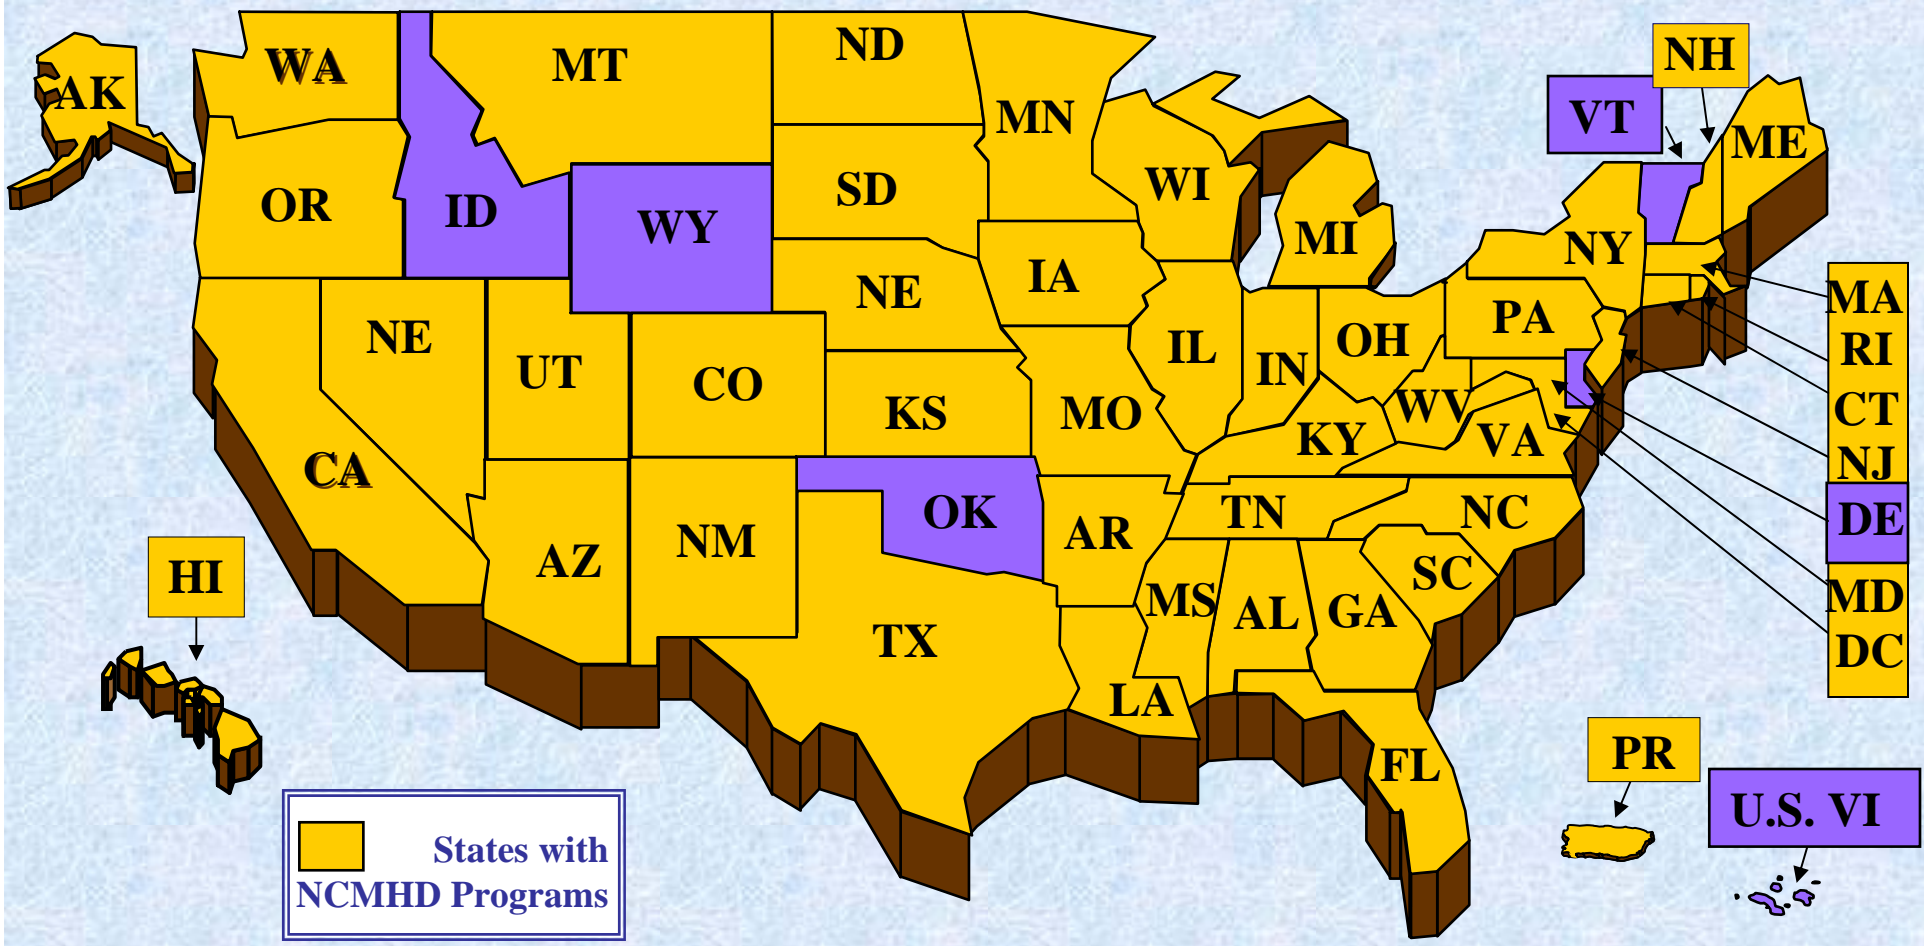 AK
WA
MT
ND
MN
NH
VT
ME
OR
ID
WY
SD
WI
MI
NY
NE
UT
CO
NE
IA
IL
IN
OH
PA
MA
RI
CT
NJ
DE
MD
DC
CA
KS
MO
KY
WV
VA
AZ
NM
OK
AR
TN
NC
SC
HI
TX
LA
MS
AL
GA
FL
PR
U.S. VI
States with
NCMHD Programs